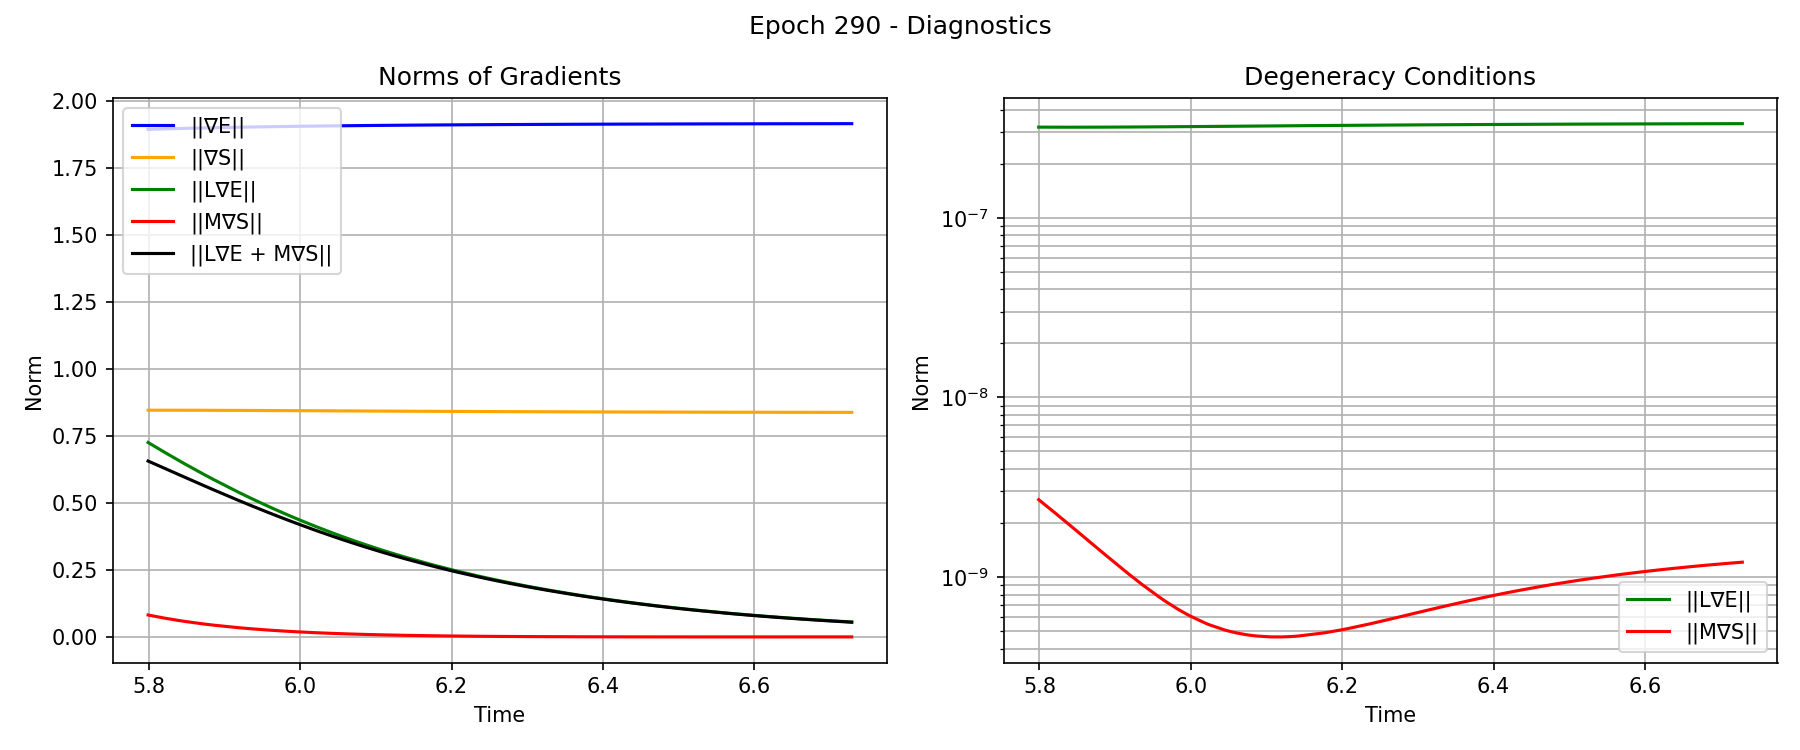 Epoch 290 - Diagnostics
Norms of Gradients
2.00
1.75
1.50
1.25
1.00
0.75
0.50
0.25
0.00
Norm
||∇E||
||∇S||
||L∇E||
||M∇S||
||L∇E + M∇S||
5.8 6.0 6.2 6.4 6.6
Time
Degeneracy Conditions
10⁻⁷
10⁻⁸
10⁻⁹
Norm
||L∇E||
||M∇S||
5.8 6.0 6.2 6.4 6.6
Time